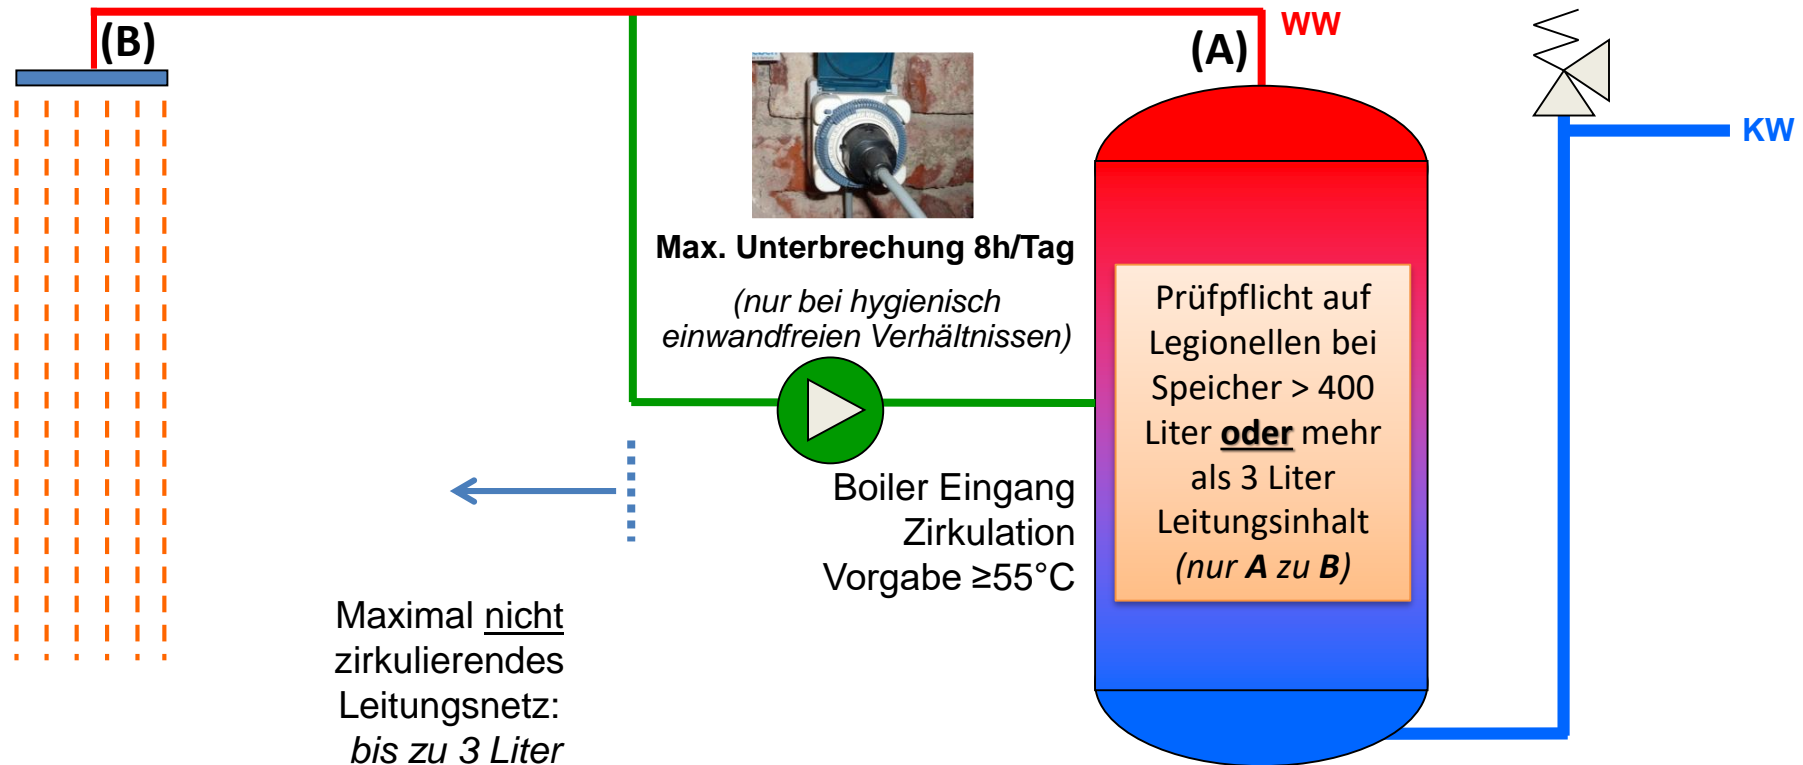 (B)
(A)
WW
KW
Max. Unterbrechung 8h/Tag
(nur bei hygienisch
einwandfreien Verhältnissen)
Prüfpflicht auf
Legionellen bei
Speicher > 400
Liter oder mehr
als 3 Liter
Leitungsinhalt
(nur A zu B)
Boiler Eingang
Zirkulation
Vorgabe ≥55°C
Maximal nicht
zirkulierendes
Leitungsnetz:
bis zu 3 Liter